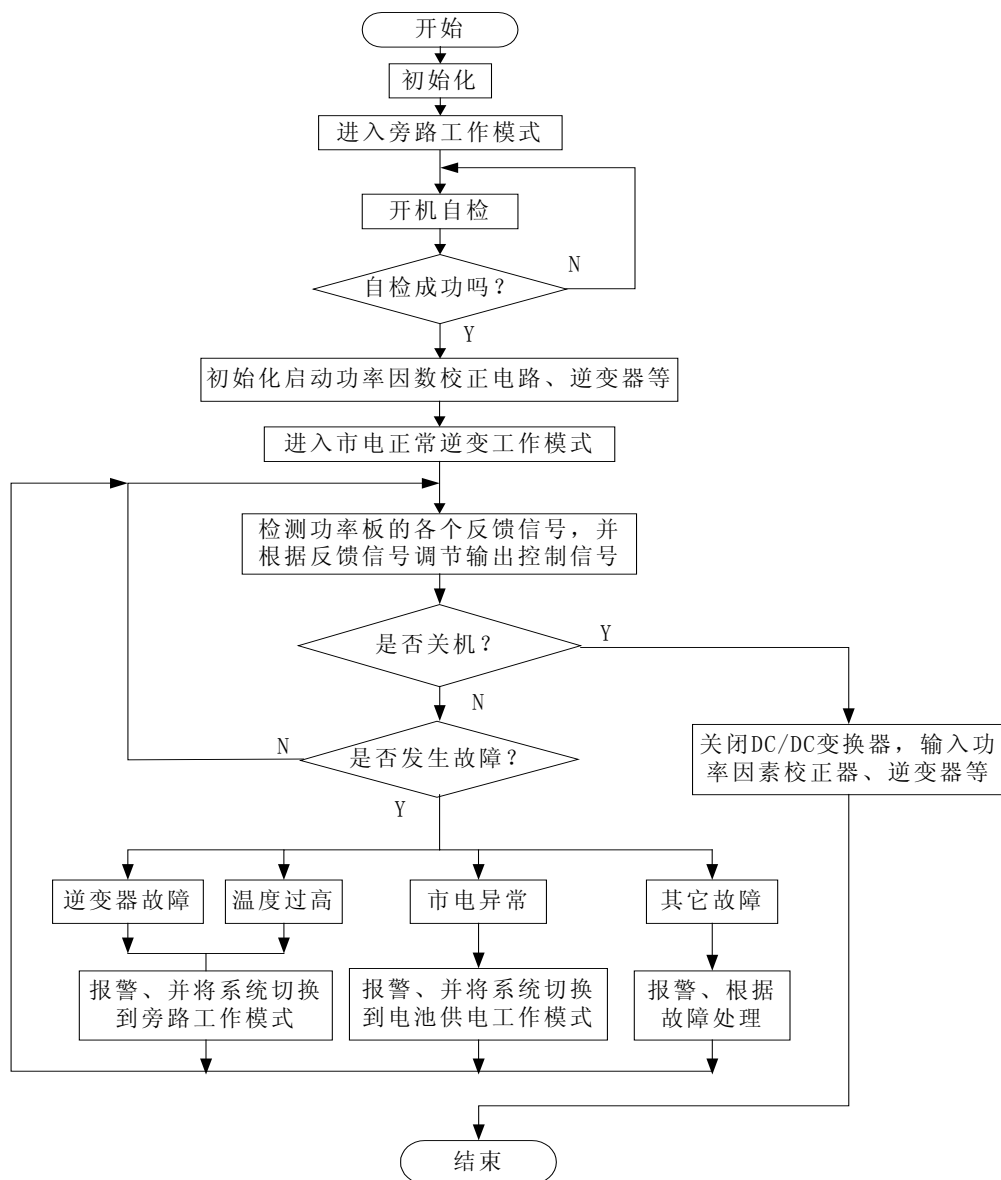 开始
初始化
进入旁路工作模式
开机自检
N
自检成功吗?
Y
初始化启动功率因数校正电路、逆变器等
进入市电正常逆变工作模式
检测功率板的各个反馈信号，并
根据反馈信号调节输出控制信号
是否关机?
Y
N
N
是否发生故障?
Y
关闭DC/DC变换器，输入功
率因素校正器、逆变器等
逆变器故障
温度过高
市电异常
其它故障
报警、并将系统切换
到旁路工作模式
报警、并将系统切换
到电池供电工作模式
报警、根据
故障处理
结束